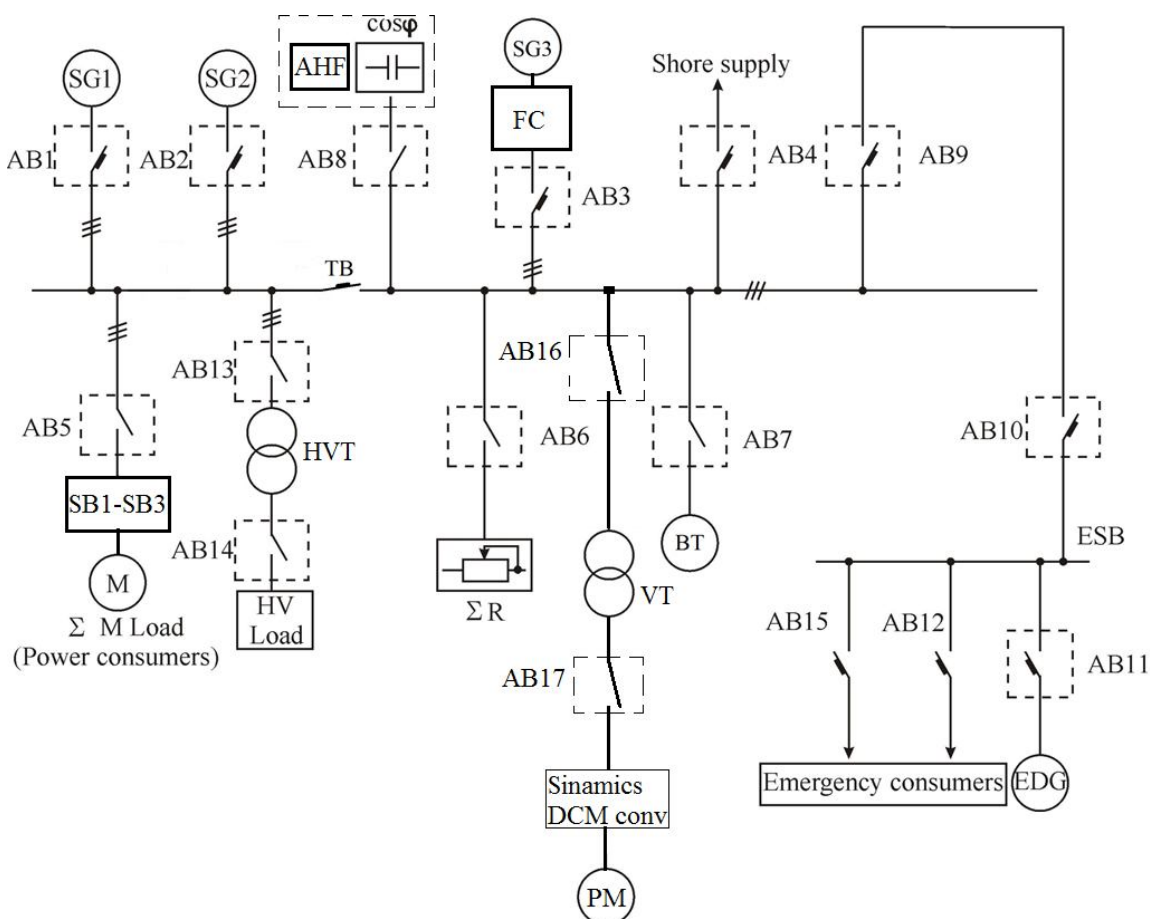 cosφ
SG1
SG2
AHF
SG3
FC
Shore supply
AB1
AB2
AB8
AB3
AB4
AB9
TB
AB13
AB16
AB5
HVT
AB6
AB7
AB10
SB1-SB3
AB14
BT
ESB
M
HV
Load
Σ R
VT
Σ M Load
(Power consumers)
AB15
AB12
AB11
AB17
Sinamics
DCM conv
Emergency consumers
EDG
PM